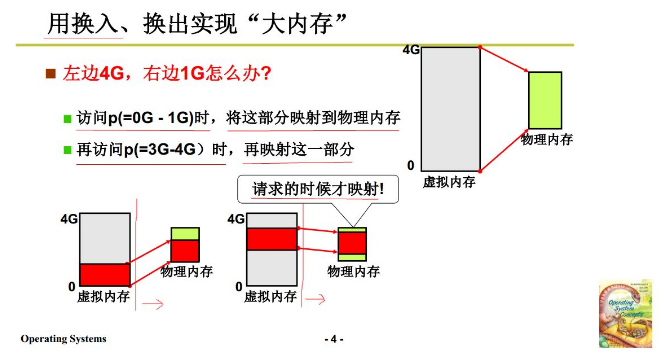 用换入、换出实现“大内存”
左边4G，右边1G怎么办?
访问p(=0G - 1G)时，将这部分映射到物理内存
再访问p(=3G-4G）时，再映射这一部分
4G
0
虚拟内存
物理内存
请求的时候才映射!
4G
0
虚拟内存
物理内存
4G
0
虚拟内存
物理内存
Operating System Concepts
Operating Systems
- 4 -